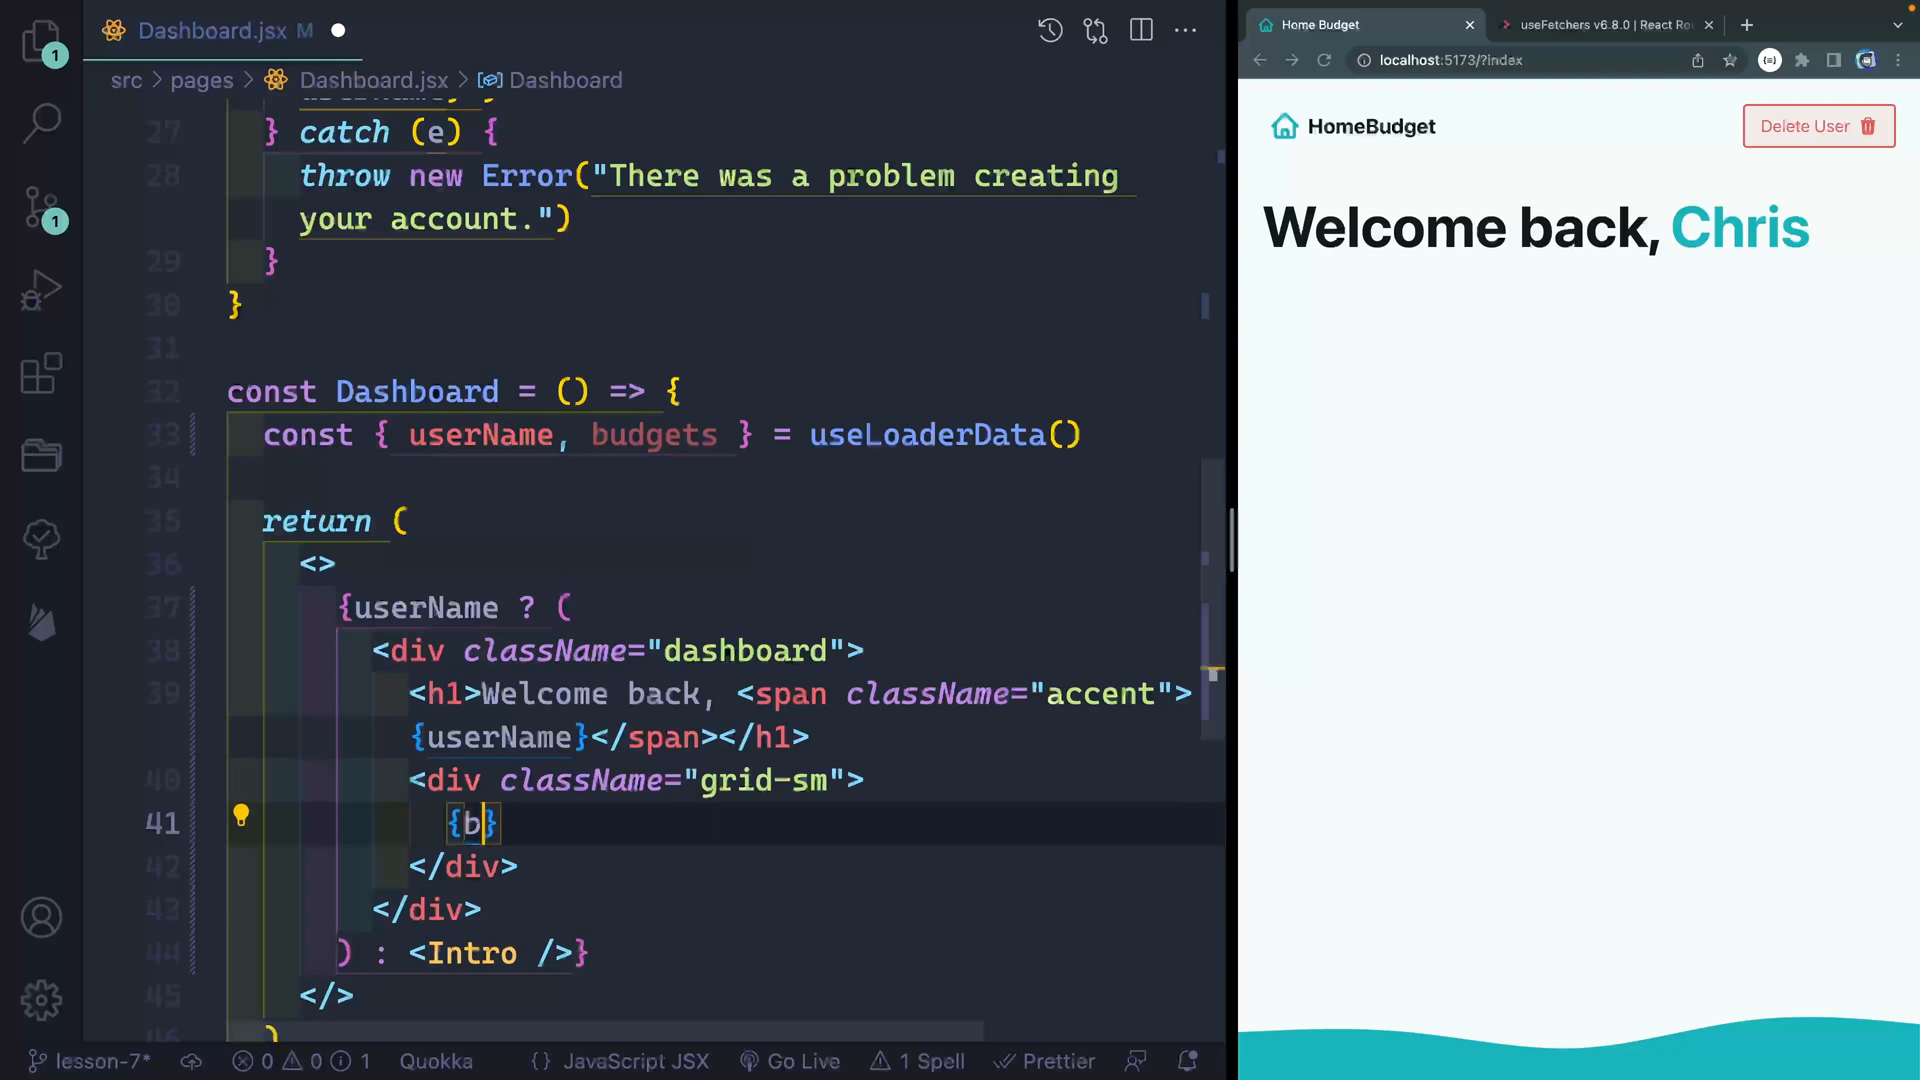 Dashboard.jsx M
src > pages > Dashboard.jsx > Dashboard
27 } catch (e) {
28 throw new Error("There was a problem creating
your account.")
29 }
30 }
31
32 const Dashboard = () => {
33 const { userName, budgets } = useLoaderData()
34
35 return (
36 <>
37 {userName ? (
38 <div className="dashboard">
39 <h1>Welcome back, <span className="accent">
{userName}</span></h1>
40 <div className="grid-sm">
41 {b}
42 </div>
43 </div>
44 ) : <Intro />}
45 </>
46 )
1
1
lesson-7* 0 0 1 Quokka {} JavaScript JSX Go Live 1 Spell Prettier
Home Budget
useFetchers v6.8.0 | React Ro
localhost:5173/?index
HomeBudget
Delete User
Welcome back, Chris